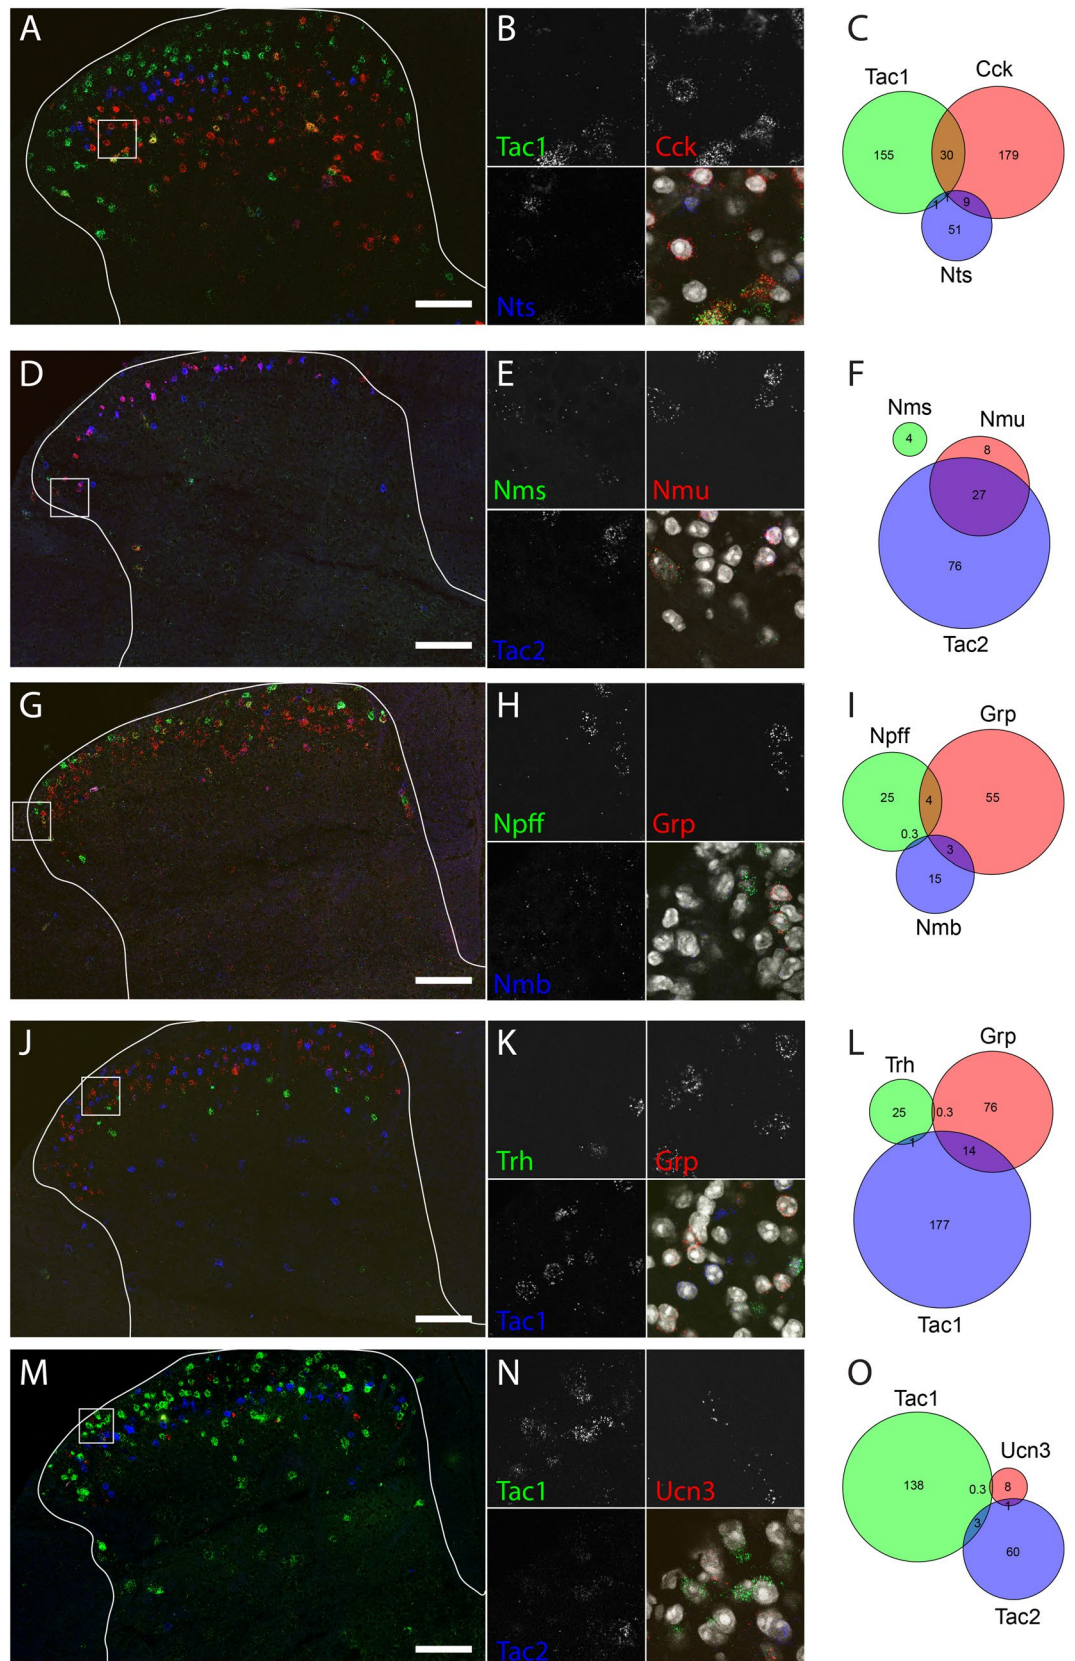 A
B
C
Tac1
Cck
Tac1
Cck
155
30
179
1
1
9
51
Nts
Nts
D
E
F
Nms
Nmu
Nms
4
Nmu
8
27
76
Tac2
Tac2
G
H
I
Npff
Grp
Npff
Grp
25
4
55
0.3
3
15
Nmb
Nmb
J
K
L
Trh
Grp
Trh
Grp
25
0.3
76
1
14
177
Tac1
Tac1
M
N
O
Tac1
Ucn3
Tac1
Ucn3
138
0.3
8
1
3
60
Tac2
Tac2